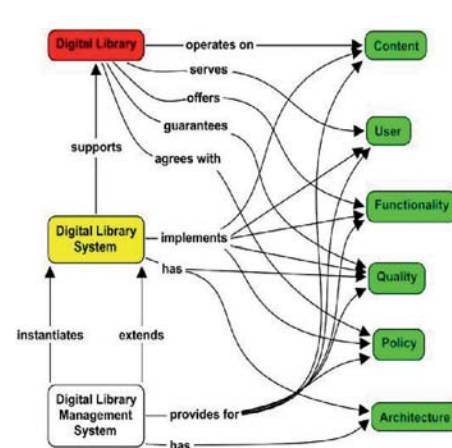 Digital Library
operates on
Content
serves
offers
guarantees
agrees with
User
supports
Functionality
Digital Library
System
implements
has
Quality
instantiates
extends
Policy
Digital Library
Management
System
provides for
has
Architecture